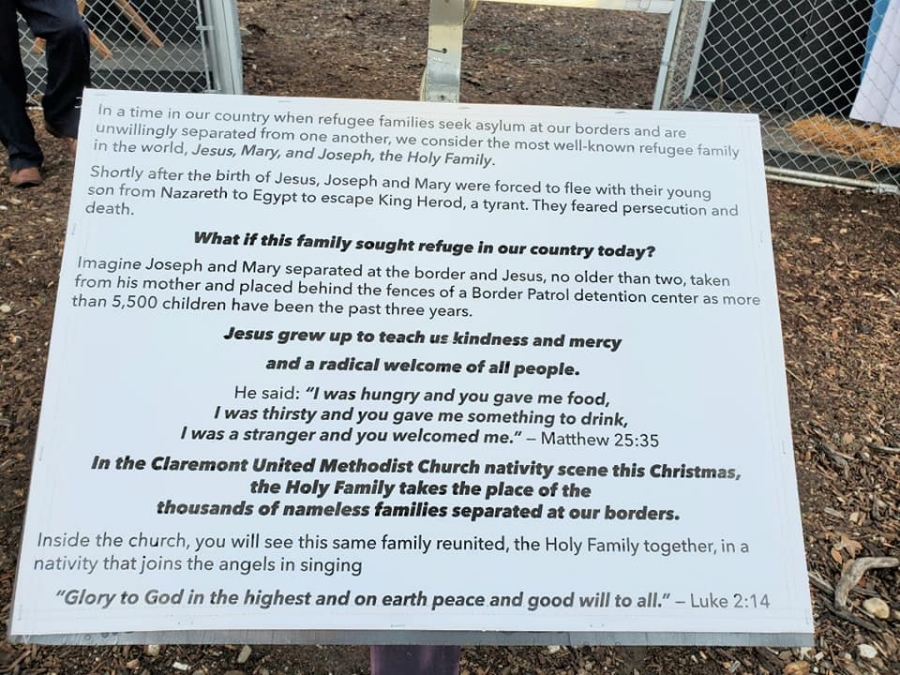 In a time in our country when refugee families seek asylum at our borders and are
unwillingly separated from one another, we consider the most well-known refugee family
in the world, Jesus, Mary, and Joseph, the Holy Family.
Shortly after the birth of Jesus, Joseph and Mary were forced to flee with their young
son from Nazareth to Egypt to escape King Herod, a tyrant. They feared persecution and
death.
What if this family sought refuge in our country today?
Imagine Joseph and Mary separated at the border and Jesus, no older than two, taken
from his mother and placed behind the fences of a Border Patrol detention center as more
than 5,500 children have been the past three years.
Jesus grew up to teach us kindness and mercy
and a radical welcome of all people.
He said: “I was hungry and you gave me food,
I was thirsty and you gave me something to drink,
I was a stranger and you welcomed me.” – Matthew 25:35
In the Claremont United Methodist Church nativity scene this Christmas,
the Holy Family takes the place of the
thousands of nameless families separated at our borders.
Inside the church, you will see this same family reunited, the Holy Family together, in a
nativity that joins the angels in singing
“Glory to God in the highest and on earth peace and good will to all.” – Luke 2:14